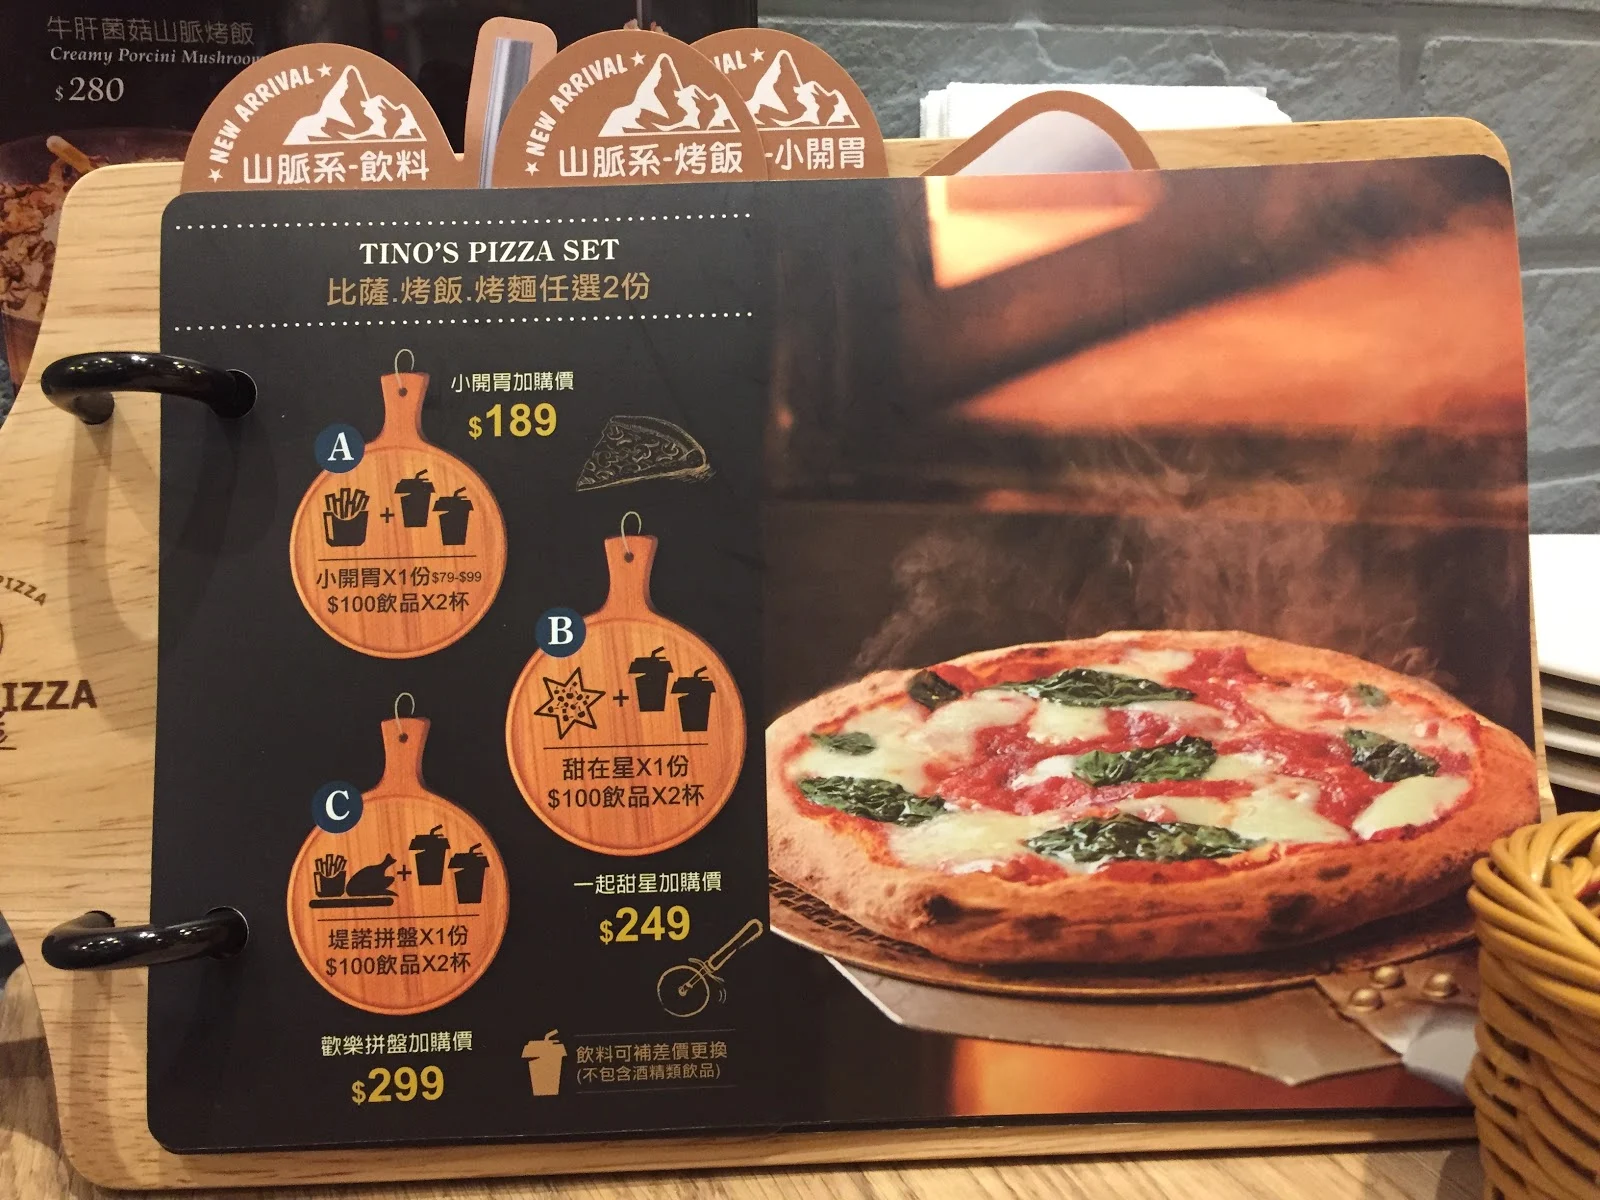 牛肝菌菇山脈烤飯
Creamy Porcini Mushroom
$280
NEW ARRIVAL
山脈系-飲料
NEW ARRIVAL
山脈系-烤飯
-小開胃
TINO'S PIZZA SET
比薩.烤飯.烤麵任選2份
小開胃加購價
$189
A
小開胃X1份$79-$99
$100飲品X2杯
B
甜在星X1份
$100飲品X2杯
一起甜星加購價
$249
C
堤諾拼盤X1份
$100飲品X2杯
歡樂拼盤加購價
$299
飲料可補差價更換
(不包含酒精類飲品)
PIZZA
IZZA